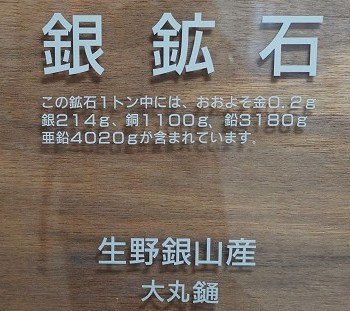 銀鉱石
この鉱石1トン中には、おおよそ金0.2g
銀214g、銅1100g、鉛3180g
亜鉛4020gが含まれています。
生野銀山産
大丸鑓